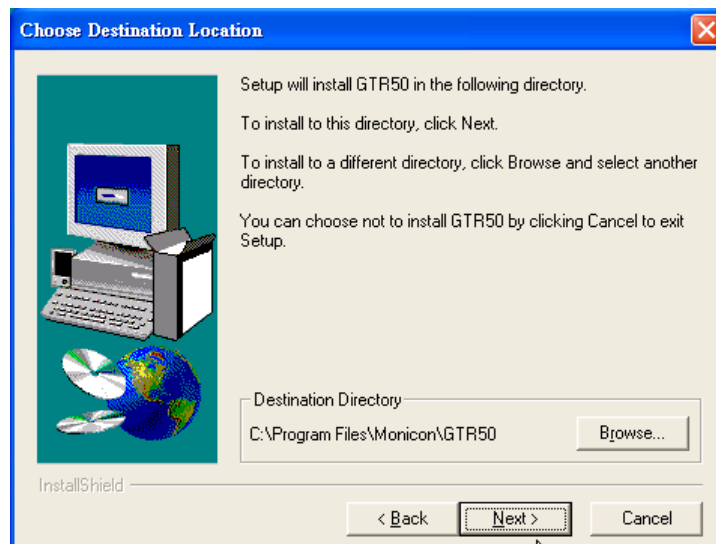 Choose Destination Location
Setup will install GTR50 in the following directory.
To install to this directory, click Next.
To install to a different directory, click Browse and select another
directory.
You can choose not to install GTR50 by clicking Cancel to exit
Setup.
Destination Directory
C:\Program Files\Monicon\GTR50
Browse...
InstallShield
< Back
Next >
Cancel